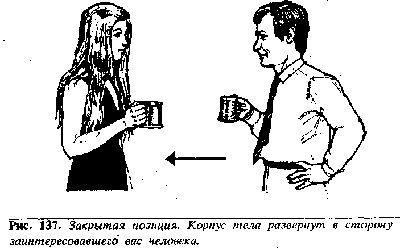 Рис. 137. Закрытая позиция. Корпус тела развернут в сторону
заинтересовавшего вас человека.